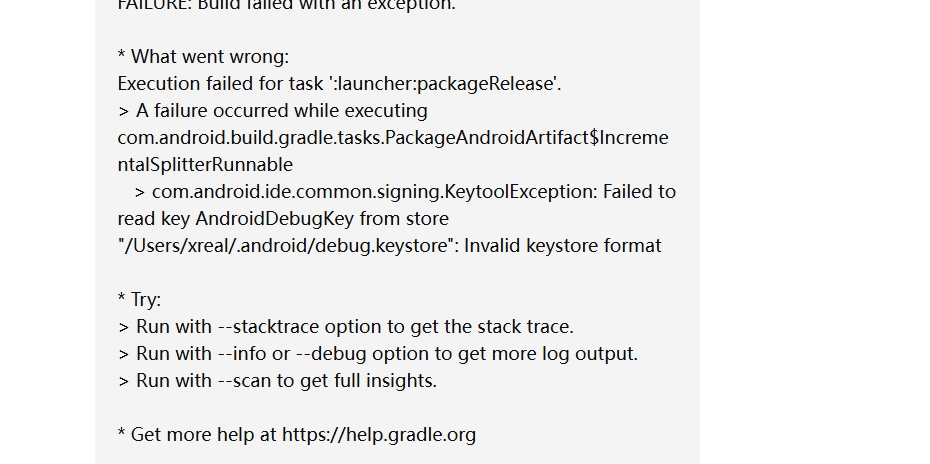 FAILURE: Build failed with an exception.
* What went wrong:
Execution failed for task ':launcher:packageRelease'.
> A failure occurred while executing
com.android.build.gradle.tasks.PackageAndroidArtifact$Increme
ntalSplitterRunnable
> com.android.ide.common.signing.KeytoolException: Failed to
read key AndroidDebugKey from store
"/Users/xreal/.android/debug.keystore": Invalid keystore format
* Try:
> Run with --stacktrace option to get the stack trace.
> Run with --info or --debug option to get more log output.
> Run with --scan to get full insights.
* Get more help at https://help.gradle.org